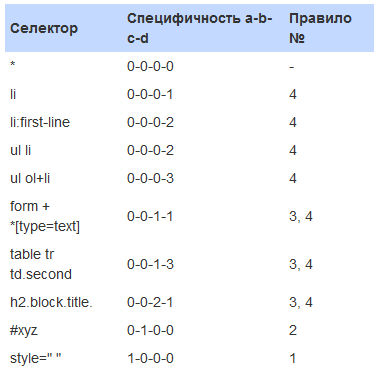 Селектор Специфичность a-b-c-d Правило №
* 0-0-0-0 -
li 0-0-0-1 4
li:first-line 0-0-0-2 4
ul li 0-0-0-2 4
ul ol+li 0-0-0-3 4
form + *[type=text] 0-0-1-1 3, 4
table tr td.second 0-0-1-3 3, 4
h2.block.title. 0-0-2-1 3, 4
#xyz 0-1-0-0 2
style=" " 1-0-0-0 1